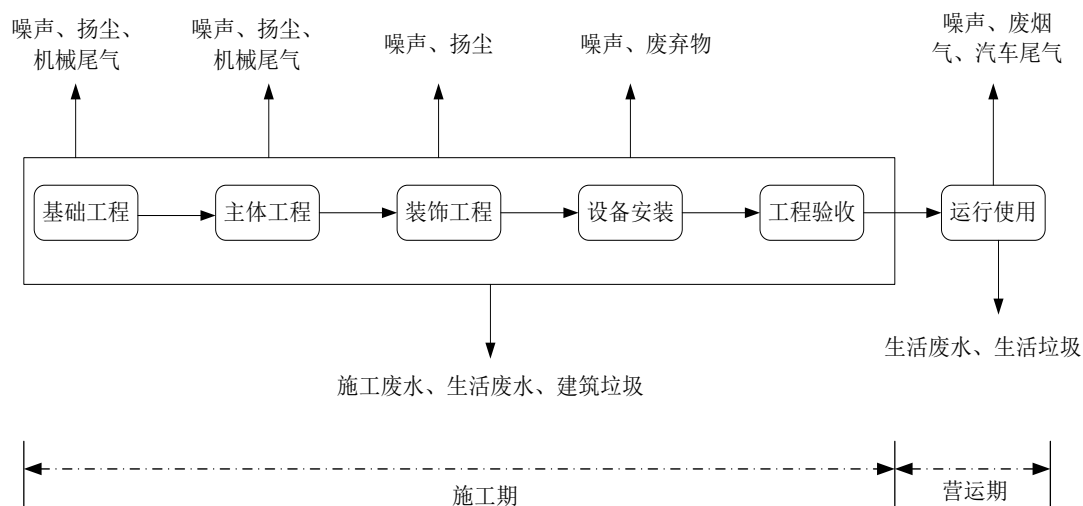 噪声、扬尘、
机械尾气
噪声、扬尘、
机械尾气
噪声、扬尘
噪声、废弃物
噪声、废烟
气、汽车尾气
基础工程
主体工程
装饰工程
设备安装
工程验收
运行使用
施工废水、生活废水、建筑垃圾
生活废水、生活垃圾
施工期
营运期